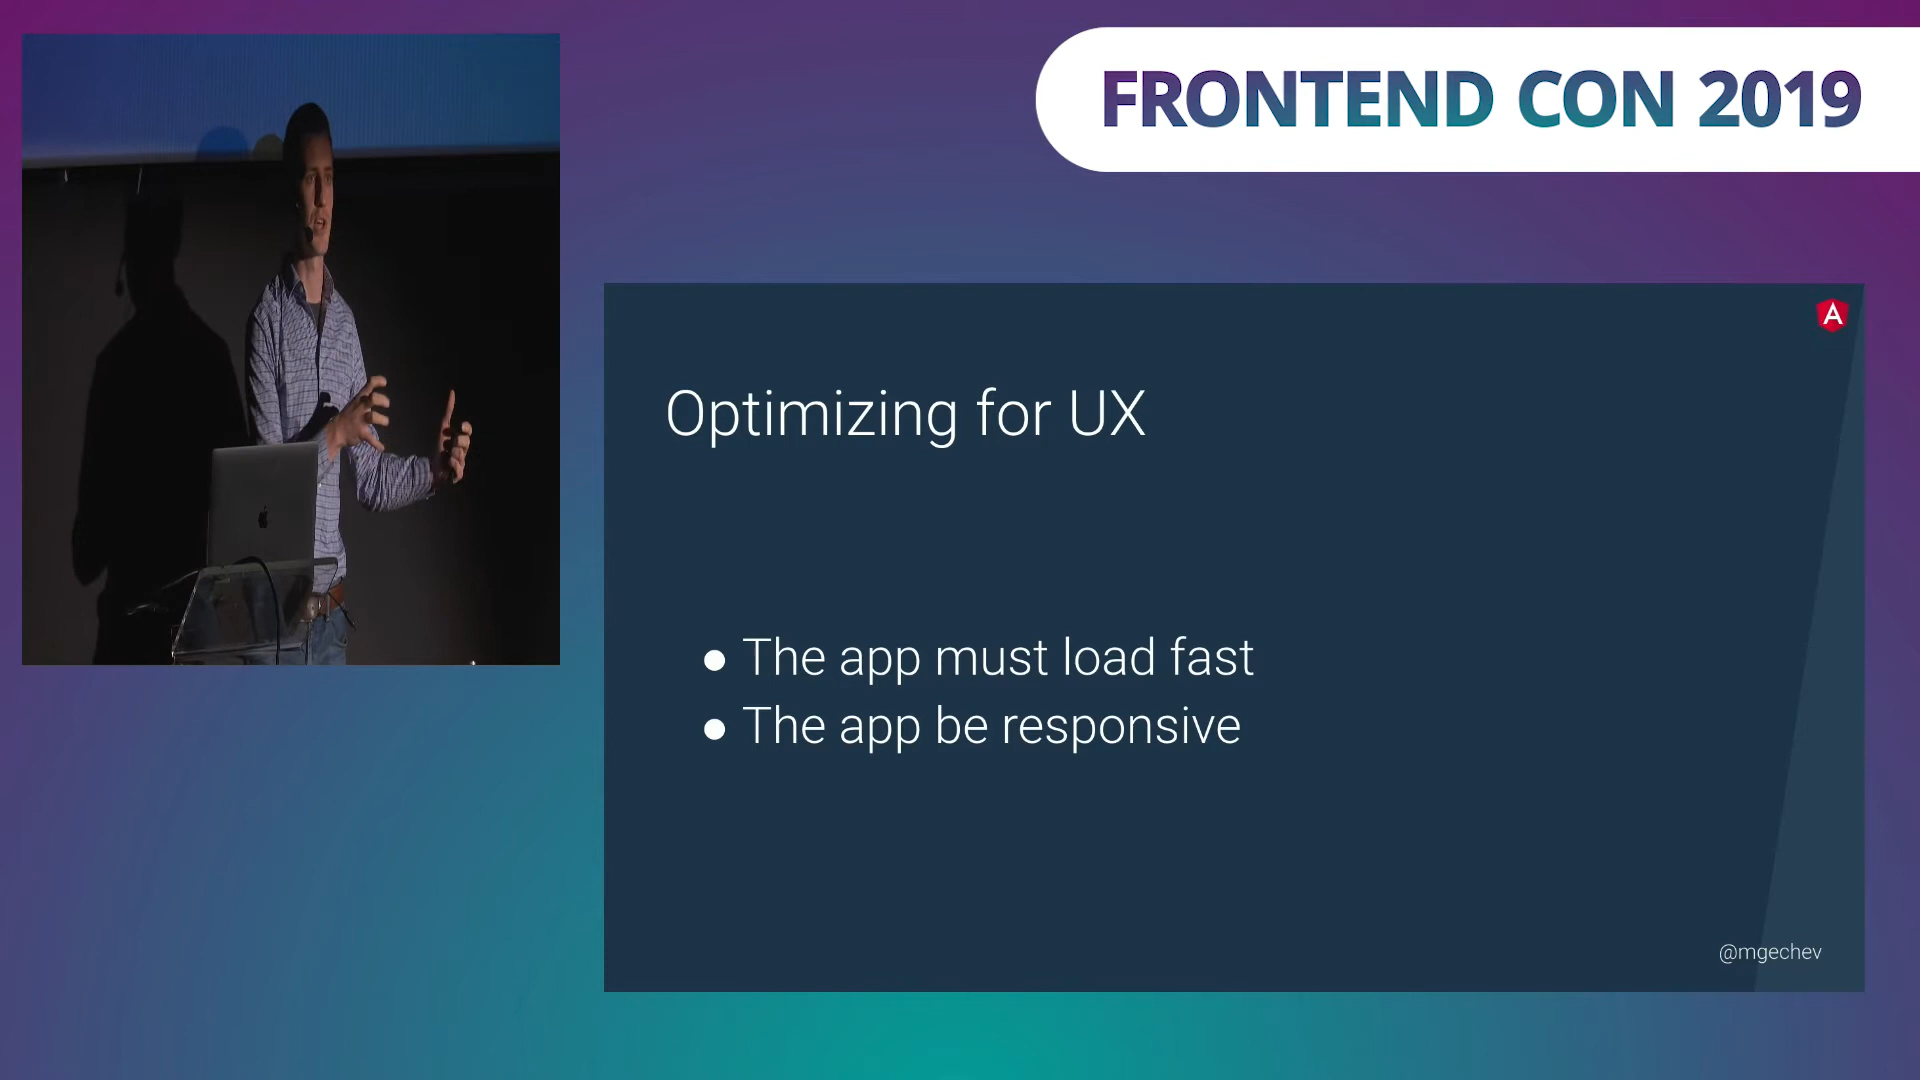 FRONTEND CON 2019
A
Optimizing for UX
● The app must load fast
● The app be responsive
@mgechev